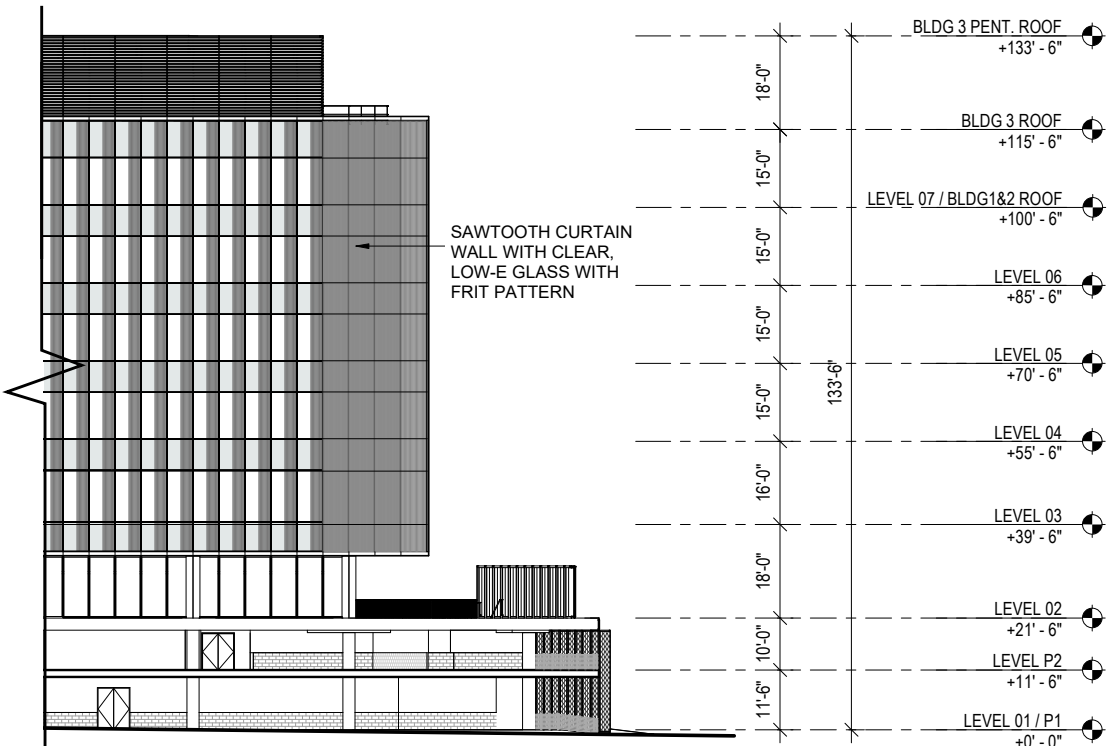 BLDG 3 PENT. ROOF
+133' - 6"
18'-0"
BLDG 3 ROOF
+115' - 6"
15'-0"
LEVEL 07 / BLDG1&2 ROOF
+100' - 6"
SAWTOOTH CURTAIN
WALL WITH CLEAR,
LOW-E GLASS WITH
FRIT PATTERN
15'-0"
LEVEL 06
+85' - 6"
15'-0"
LEVEL 05
+70' - 6"
133'-6"
15'-0"
LEVEL 04
+55' - 6"
16'-0"
LEVEL 03
+39' - 6"
18'-0"
LEVEL 02
+21' - 6"
10'-0"
LEVEL P2
+11' - 6"
11'-6"
LEVEL 01 / P1
+0' - 0"